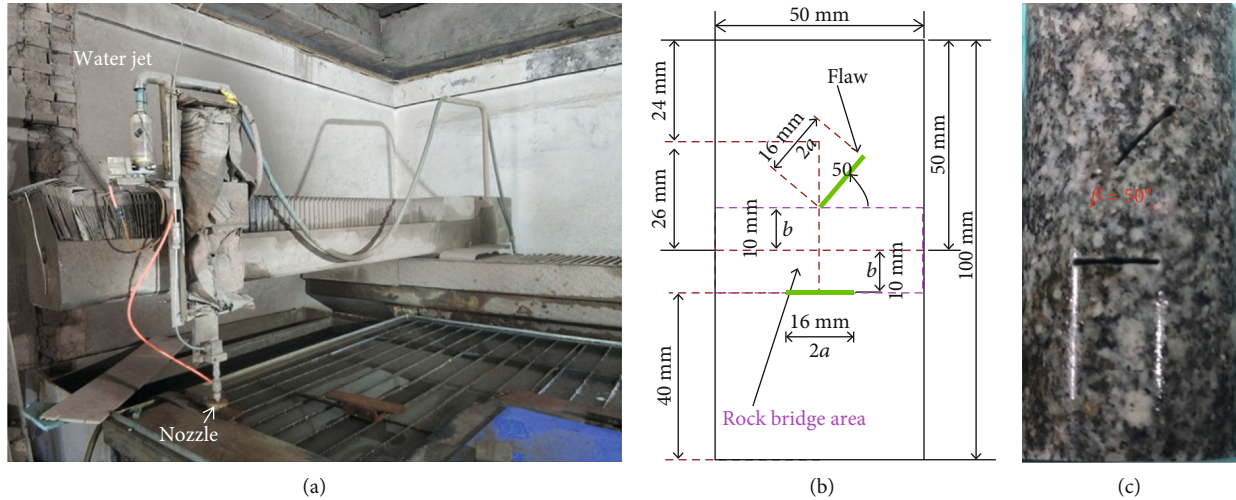 Water jet
Nozzle
(a)
50 mm
24 mm
26 mm
40 mm
Flaw
16 mm
2a
50
10 mm
b
b
10 mm
16 mm
2a
Rock bridge area
50 mm
100 mm
(b)
β = 50°
(c)